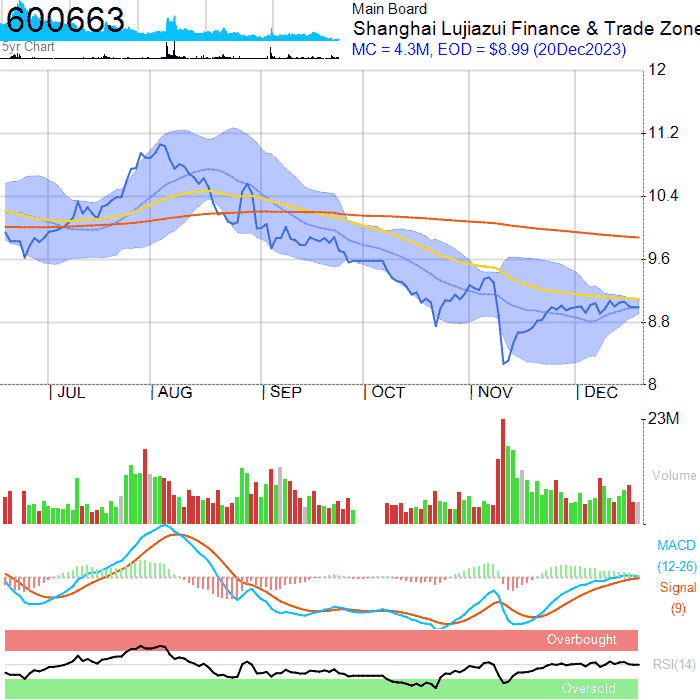 600663
5yr Chart
Main Board
Shanghai Lujiazui Finance & Trade Zone
MC = 4.3M, EOD = $8.99 (20Dec2023)
12
11.2
10.4
9.6
8.8
8
JUL AUG SEP OCT NOV DEC
23M
Volume
MACD
(12-26)
Signal
(9)
Overbought
RSI(14)
Oversold